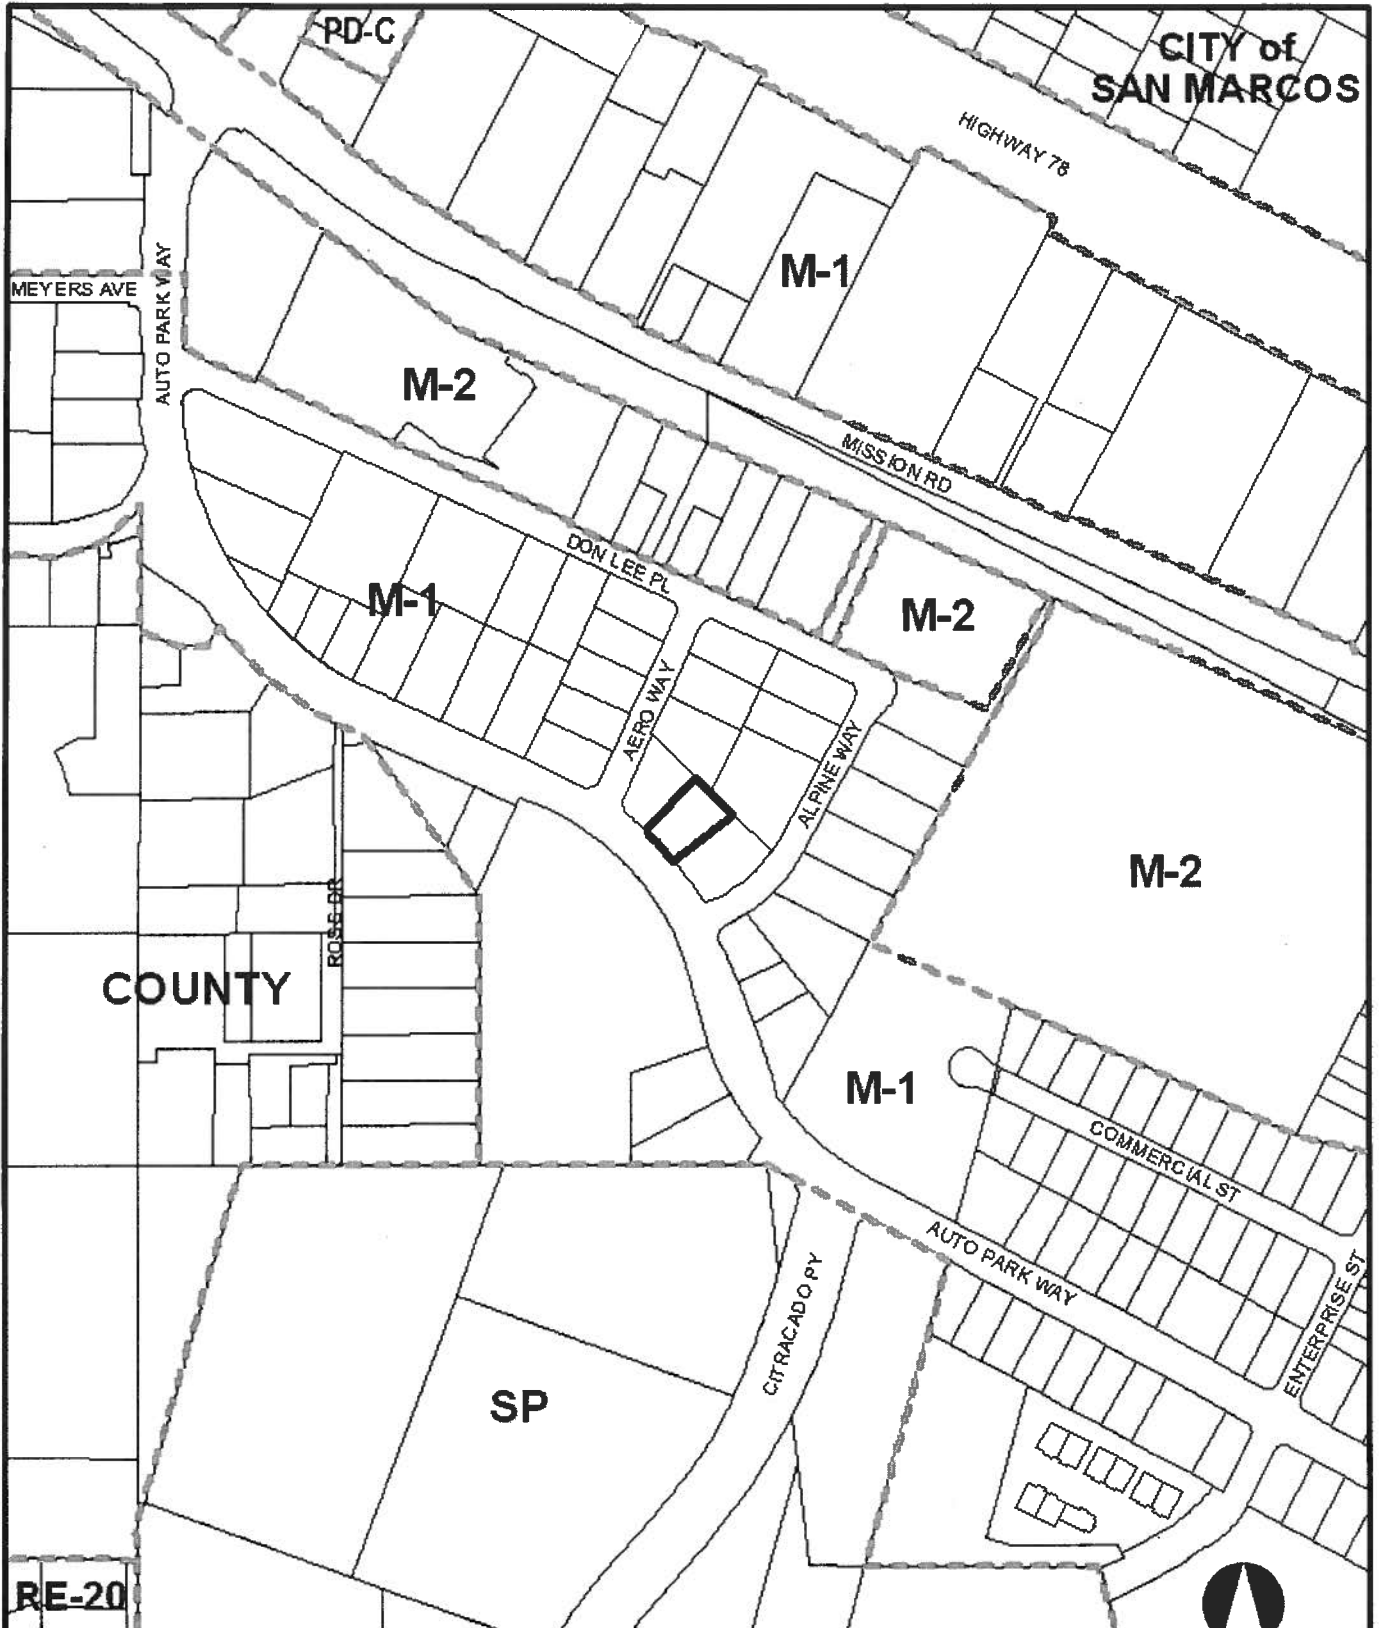 PD-C
CITY of
SAN MARCOS
HIGHWAY 78
M-1
MEYERS AVE
AUTO PARK WAY
M-2
MISSION RD
DON LEE PL
M-1
M-2
AERO WAY
ALPINE WAY
M-2
ROSE DR
COUNTY
M-1
COMMERCIAL ST
AUTO PARK WAY
CITRACADO PY
ENTERPRISE ST
SP
RE-20